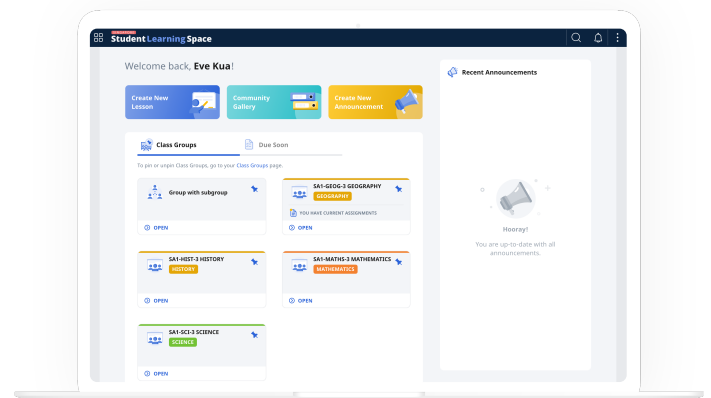 Student Learning Space
Welcome back, Eve Kua!
Create New
Lesson
Community
Gallery
Create New
Announcement
Recent Announcements
Class Groups
Due Soon
To pin or unpin Class Groups, go to your Class Groups page.
Group with subgroup
OPEN
SA1-GEOG-3 GEOGRAPHY
GEOGRAPHY
YOU HAVE CURRENT ASSIGNMENTS
OPEN
SA1-HIST-3 HISTORY
HISTORY
OPEN
SA1-MATHS-3 MATHEMATICS
MATHEMATICS
OPEN
SA1-SCI-3 SCIENCE
SCIENCE
OPEN
Hooray!
You are up-to-date with all
announcements.